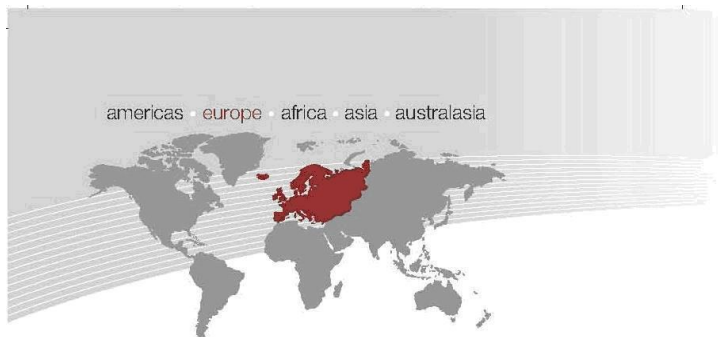 americas • europe • africa • asia • australasia